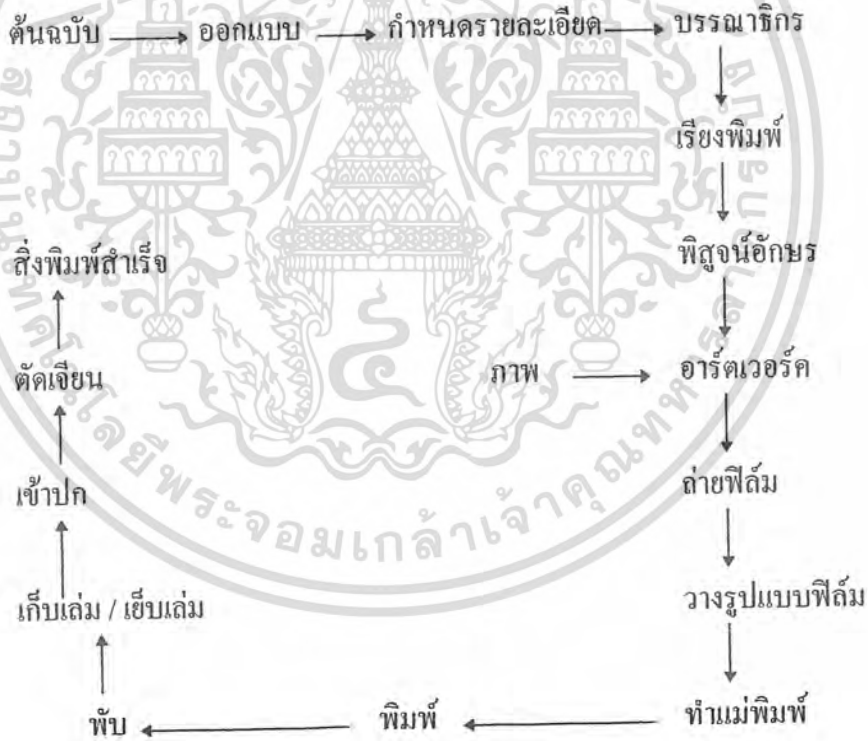 ต้นฉบับ ออกแบบ กำหนดรายละเอียด บรรณาธิกร
เรียงพิมพ์
พิสูจน์อักษร
ภาพ อาร์ตเวอร์ค
ถ่ายฟิล์ม
วางรูปแบบฟิล์ม
ทำแม่พิมพ์
พิมพ์
พับ
เก็บเล่ม / เย็บเล่ม
เข้าปก
ตัดเจียน
สิ่งพิมพ์สำเร็จ